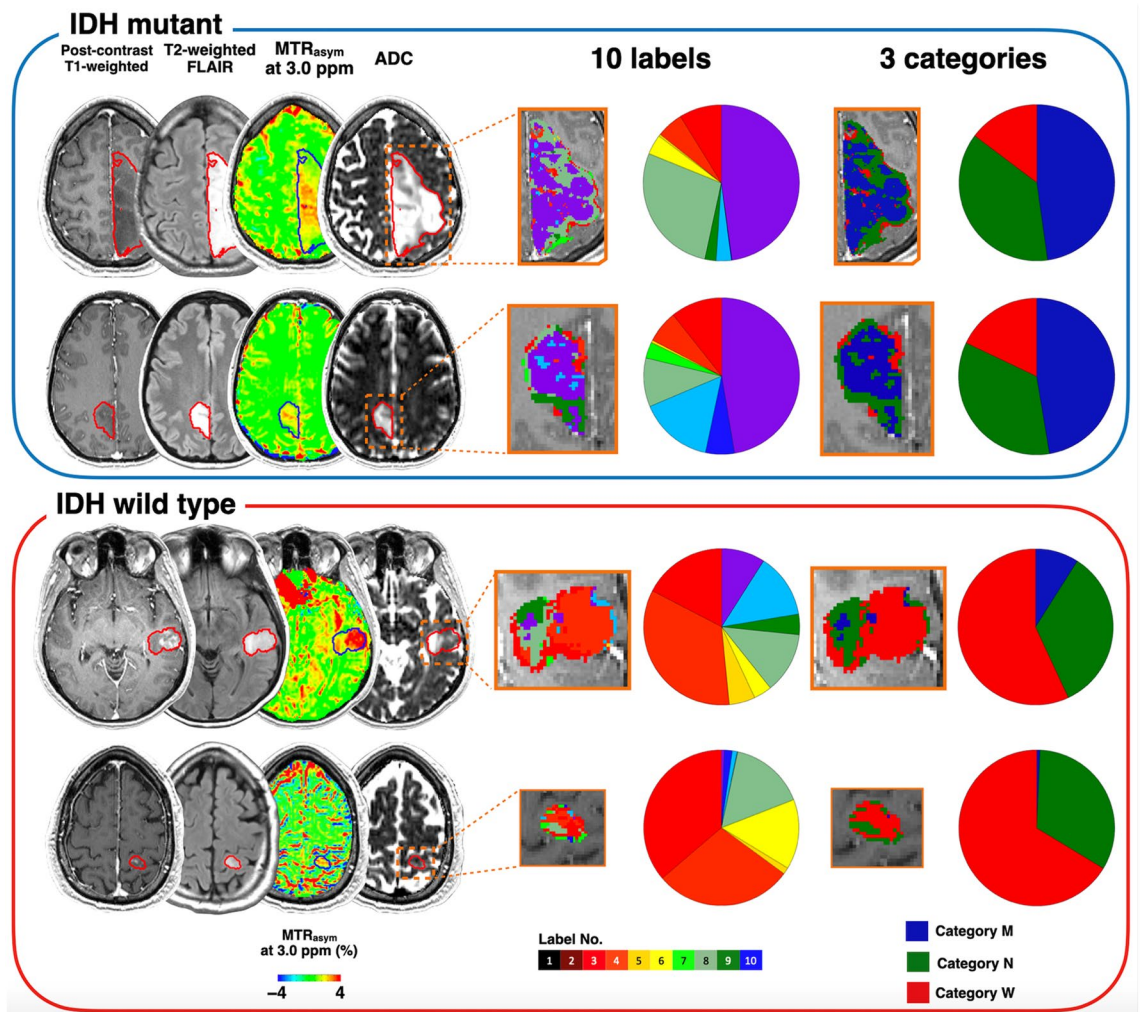 IDH mutant
Post-contrast
T1-weighted
T2-weighted
FLAIR
MTRasym
at 3.0 ppm
ADC
10 labels
3 categories
IDH wild type
MTRasym
at 3.0 ppm (%)
−4 4
Label No.
1 2 3 4 5 6 7 8 9 10
Category M
Category N
Category W